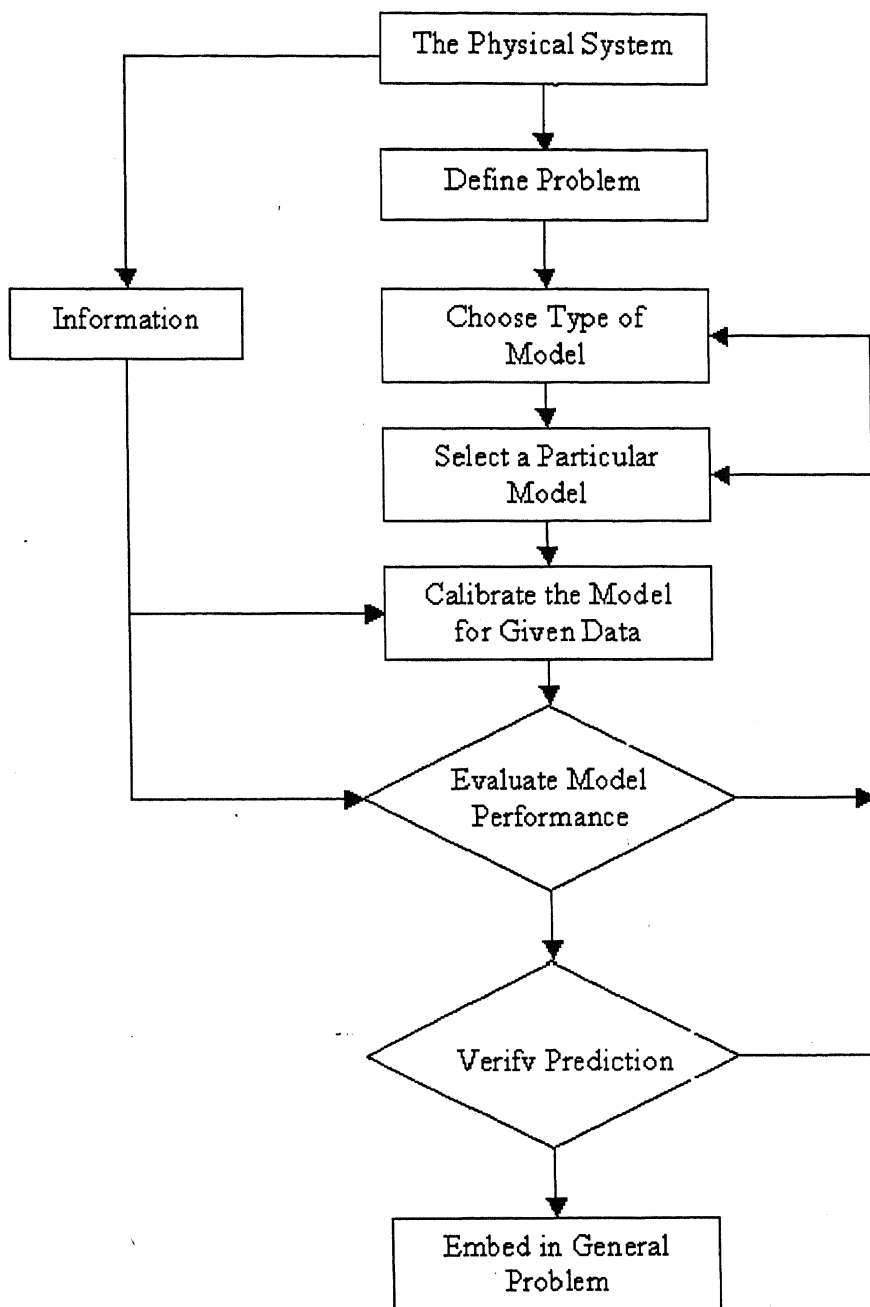 The Physical System
Define Problem
Information
Choose Type of
Model
Select a Particular
Model
Calibrate the Model
for Given Data
Evaluate Model
Performance
Verify Prediction
Embed in General
Problem